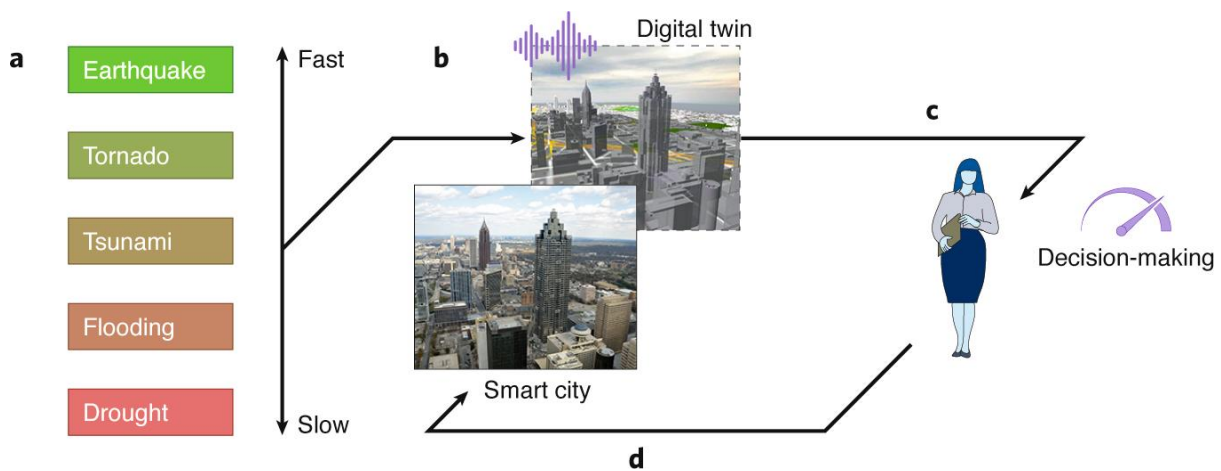 a
Earthquake
Tornado
Tsunami
Flooding
Drought
Fast
Slow
b
Digital twin
Smart city
c
Decision-making
d